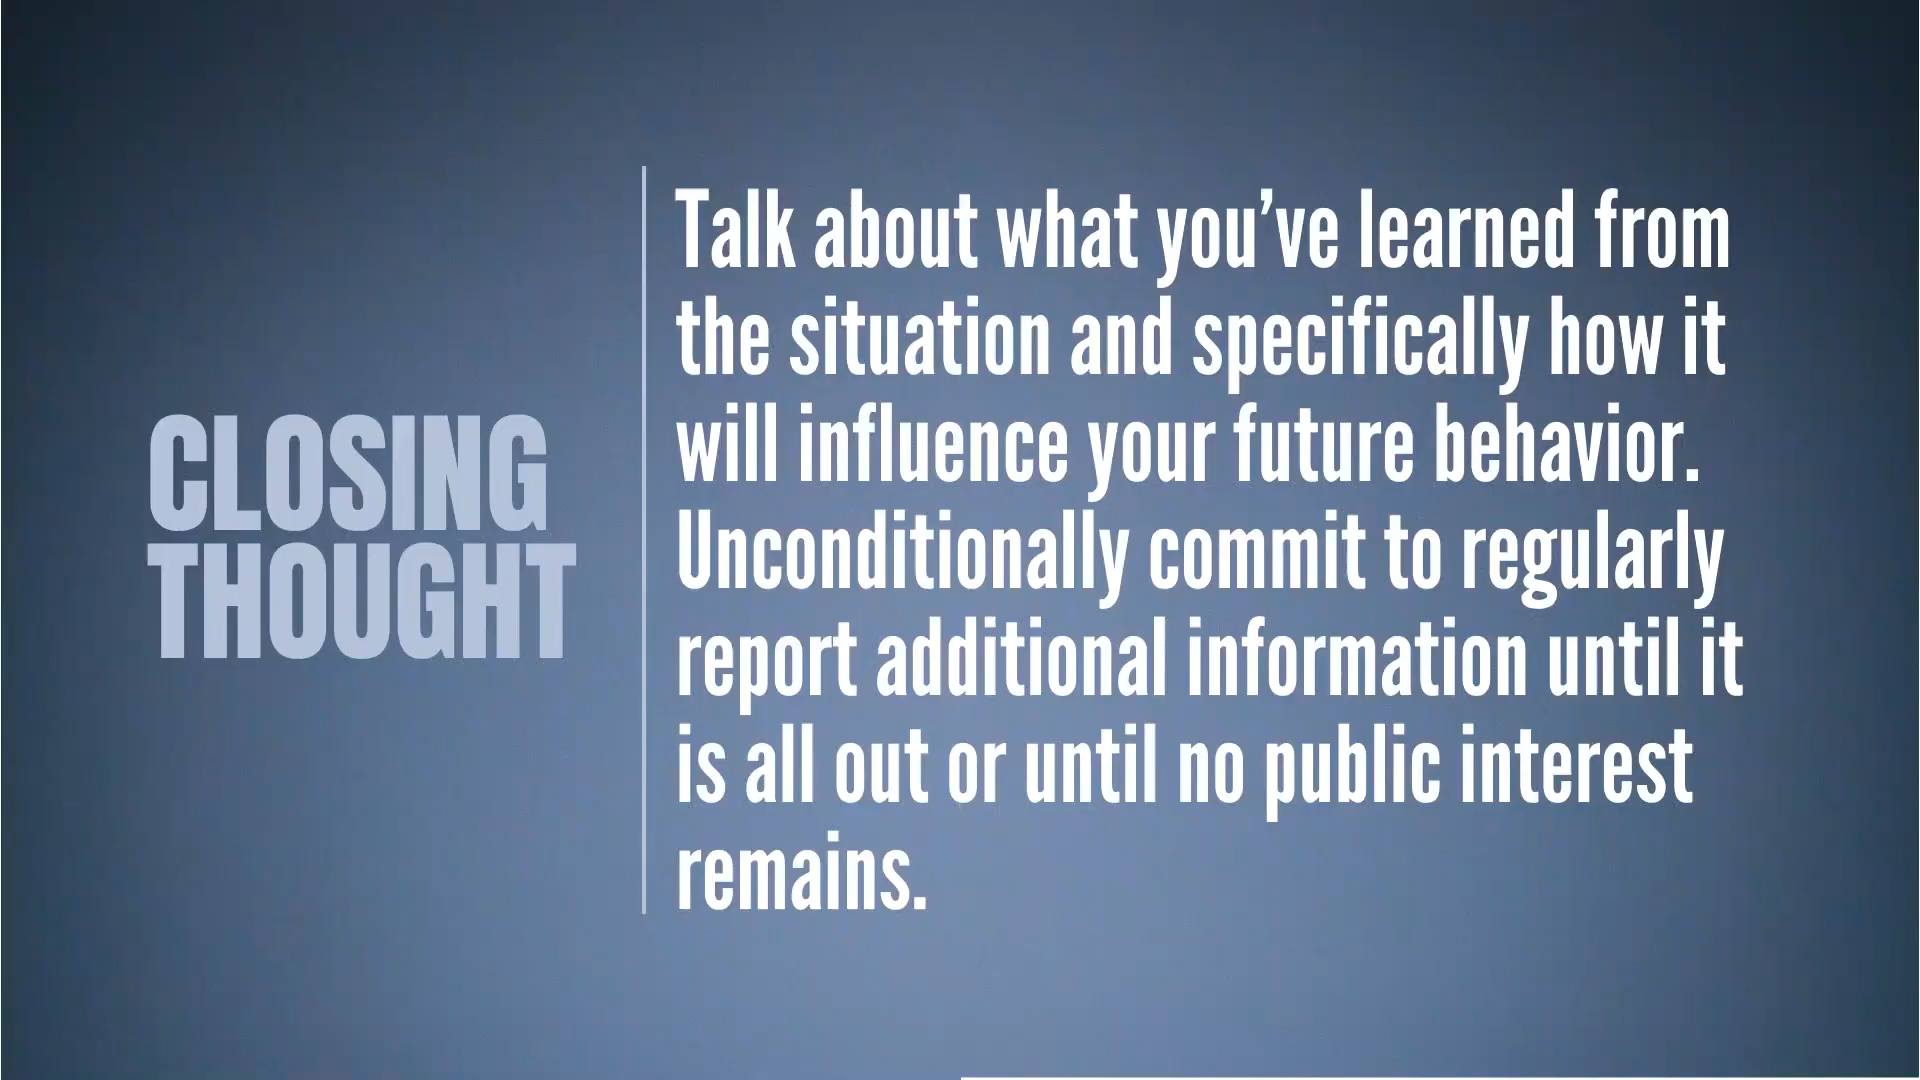 CLOSING
THOUGHT
Talk about what you’ve learned from
the situation and specifically how it
will influence your future behavior.
Unconditionally commit to regularly
report additional information until it
is all out or until no public interest
remains.